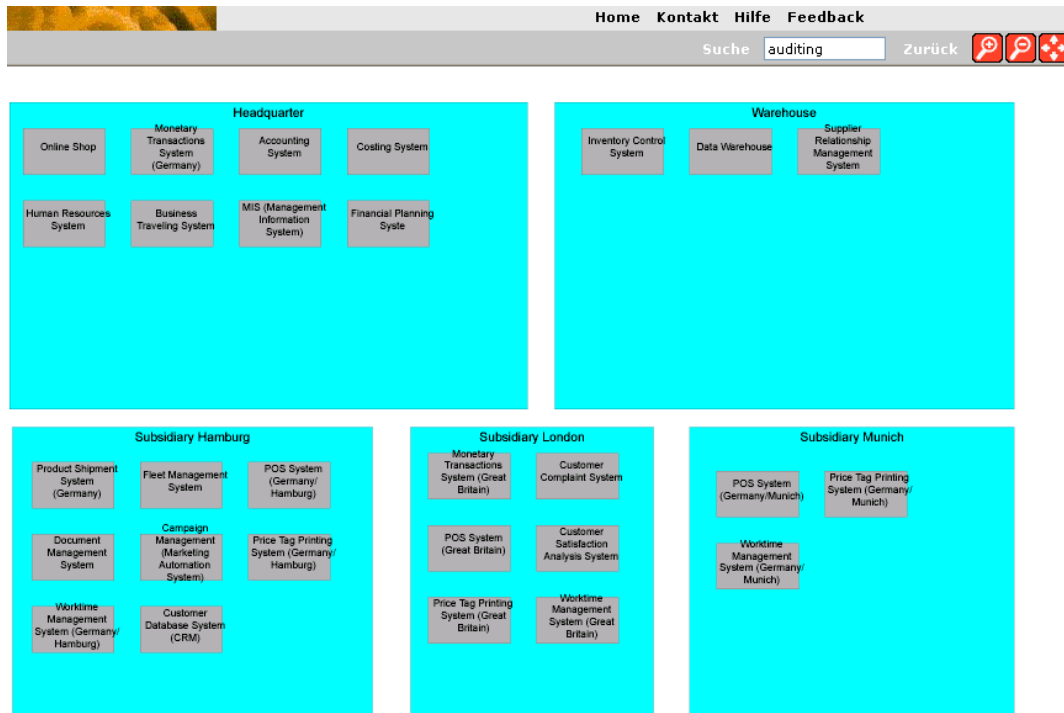 Home Kontakt Hilfe Feedback
Suche auditing Zurück
Headquarter
Online Shop
Monetary
Transactions
System
(Germany)
Accounting
System
Costing System
Human Resources
System
Business
Traveling System
MIS (Management
Information
System)
Financial Planning
Syste
Warehouse
Inventory Control
System
Data Warehouse
Supplier
Relationship
Management
System
Subsidiary Hamburg
Product Shipment
System
(Germany)
Fleet Management
System
POS System
(Germany/
Hamburg)
Document
Management
System
Campaign
Management
(Marketing
Automation
System)
Price Tag Printing
System (Germany/
Hamburg)
Worktime
Management
System (Germany/
Hamburg)
Customer
Database System
(CRM)
Subsidiary London
Monetary
Transactions
System (Great
Britain)
Customer
Complaint System
POS System
(Great Britain)
Customer
Satisfaction
Analysis System
Price Tag Printing
System (Great
Britain)
Worktime
Management
System (Great
Britain)
Subsidiary Munich
POS System
(Germany/Munich)
Price Tag Printing
System (Germany/
Munich)
Worktime
Management
System (Germany/
Munich)